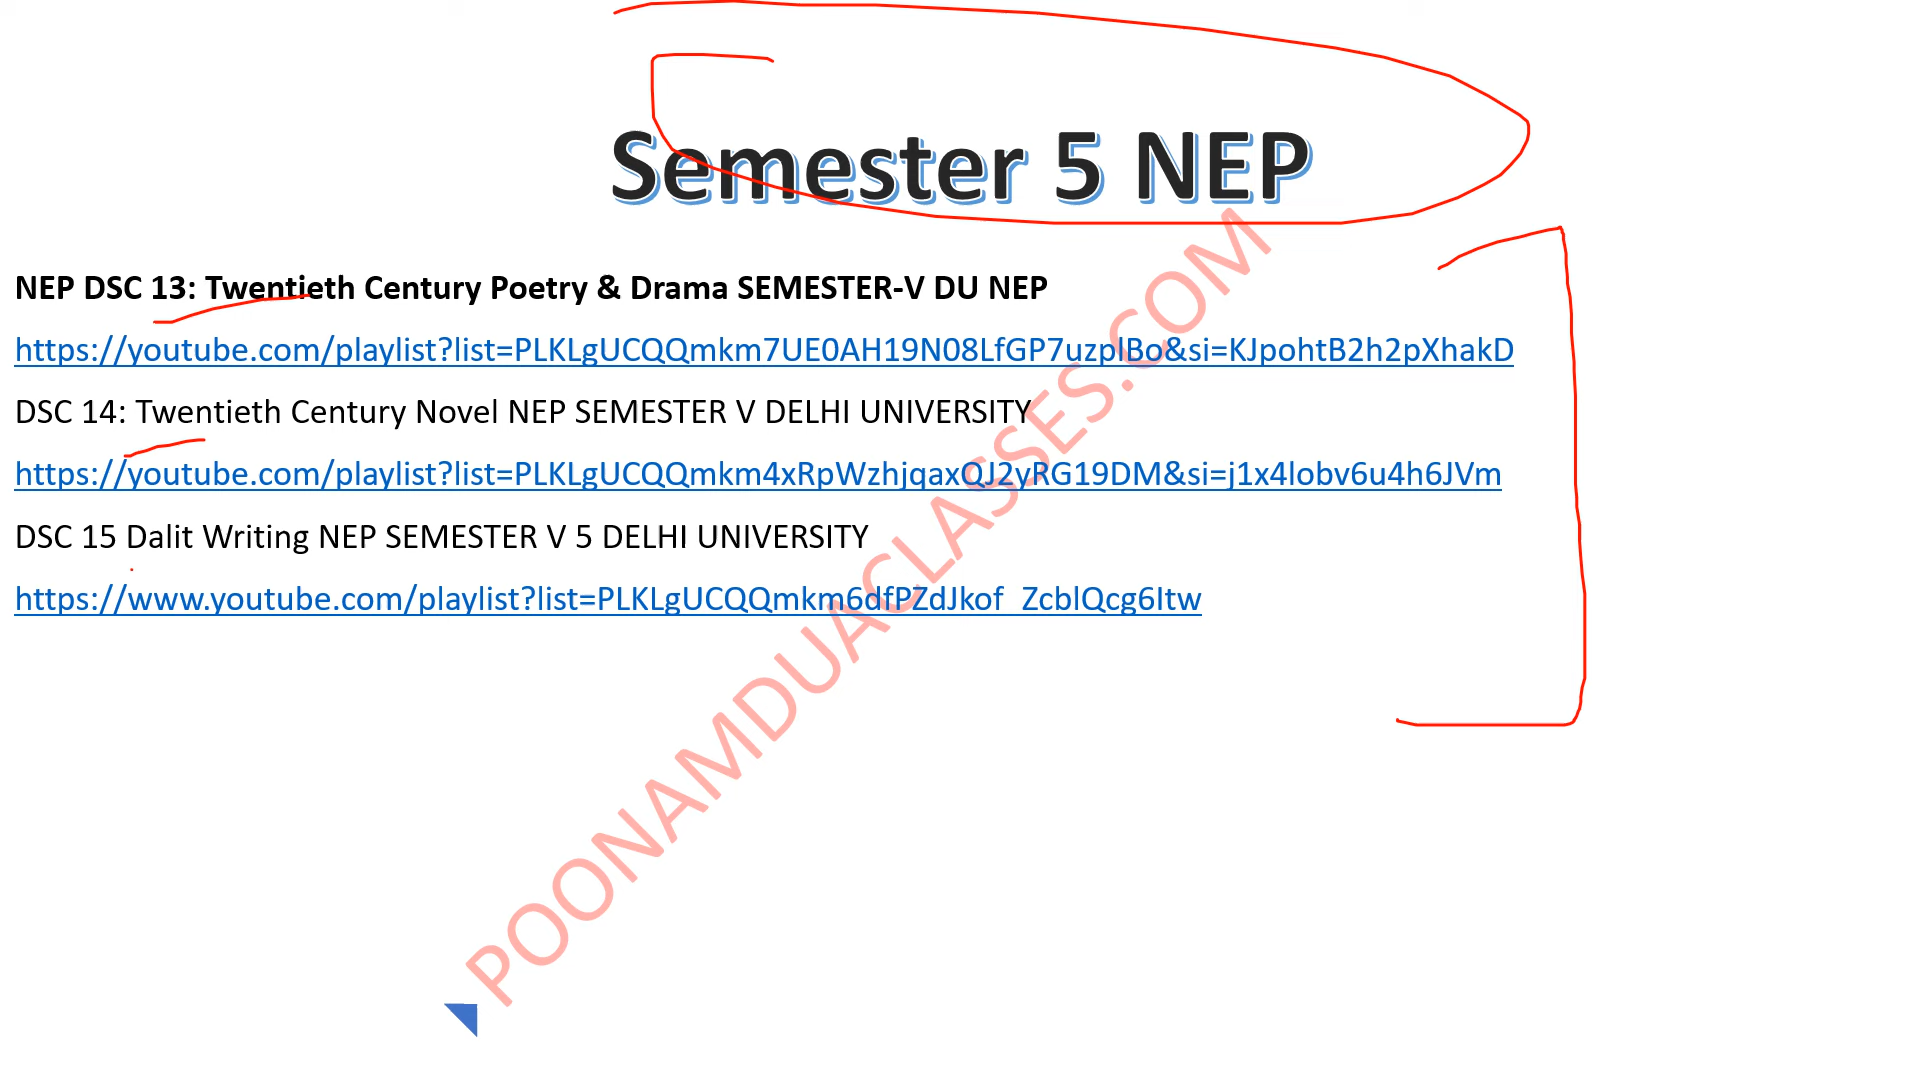 Semester 5 NEP
NEP DSC 13: Twentieth Century Poetry & Drama SEMESTER-V DU NEP
https://youtube.com/playlist?list=PLKLgUCQQmkm7UE0AH19N08LfGP7uzplBo&si=KJpohtB2h2pXhakD
DSC 14: Twentieth Century Novel NEP SEMESTER V DELHI UNIVERSITY
https://youtube.com/playlist?list=PLKLgUCQQmkm4xRpWzhjqaxQJ2yRG19DM&si=j1x4lobv6u4h6JVm
DSC 15 Dalit Writing NEP SEMESTER V 5 DELHI UNIVERSITY
https://www.youtube.com/playlist?list=PLKLgUCQQmkm6dfPZdJkof_ZcblQcg6Itw
POONAMDUACLASSES.COM